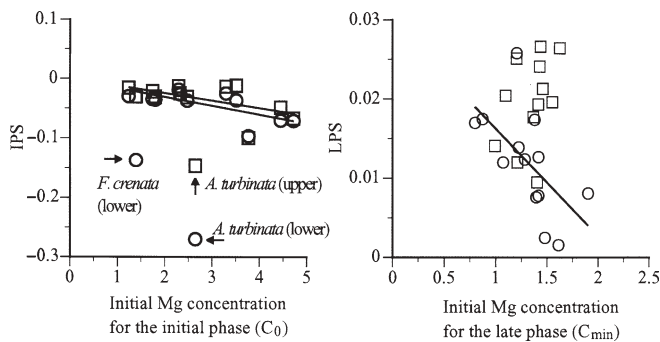 0.1
0
−0.1
−0.2
−0.3
IPS
F. crenata
(lower)
A. turbinata (upper)
A. turbinata (lower)
0 1 2 3 4 5
Initial Mg concentration
for the initial phase (C0)
0.03
0.02
0.01
0
LPS
0 0.5 1 1.5 2 2.5
Initial Mg concentration
for the late phase (Cmin)